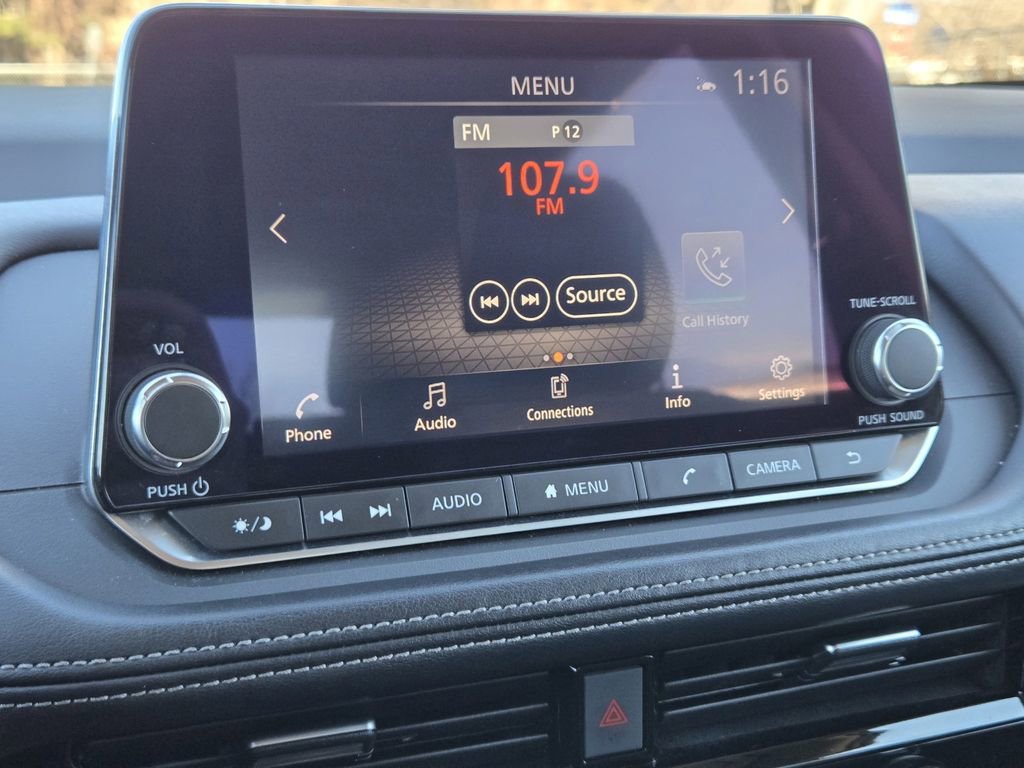 MENU
1:16
FM P 12
107.9
FM
Source
Call History
Phone
Audio
Connections
Info
Settings
VOL
PUSH
TUNE·SCROLL
PUSH SOUND
AUDIO
MENU
CAMERA